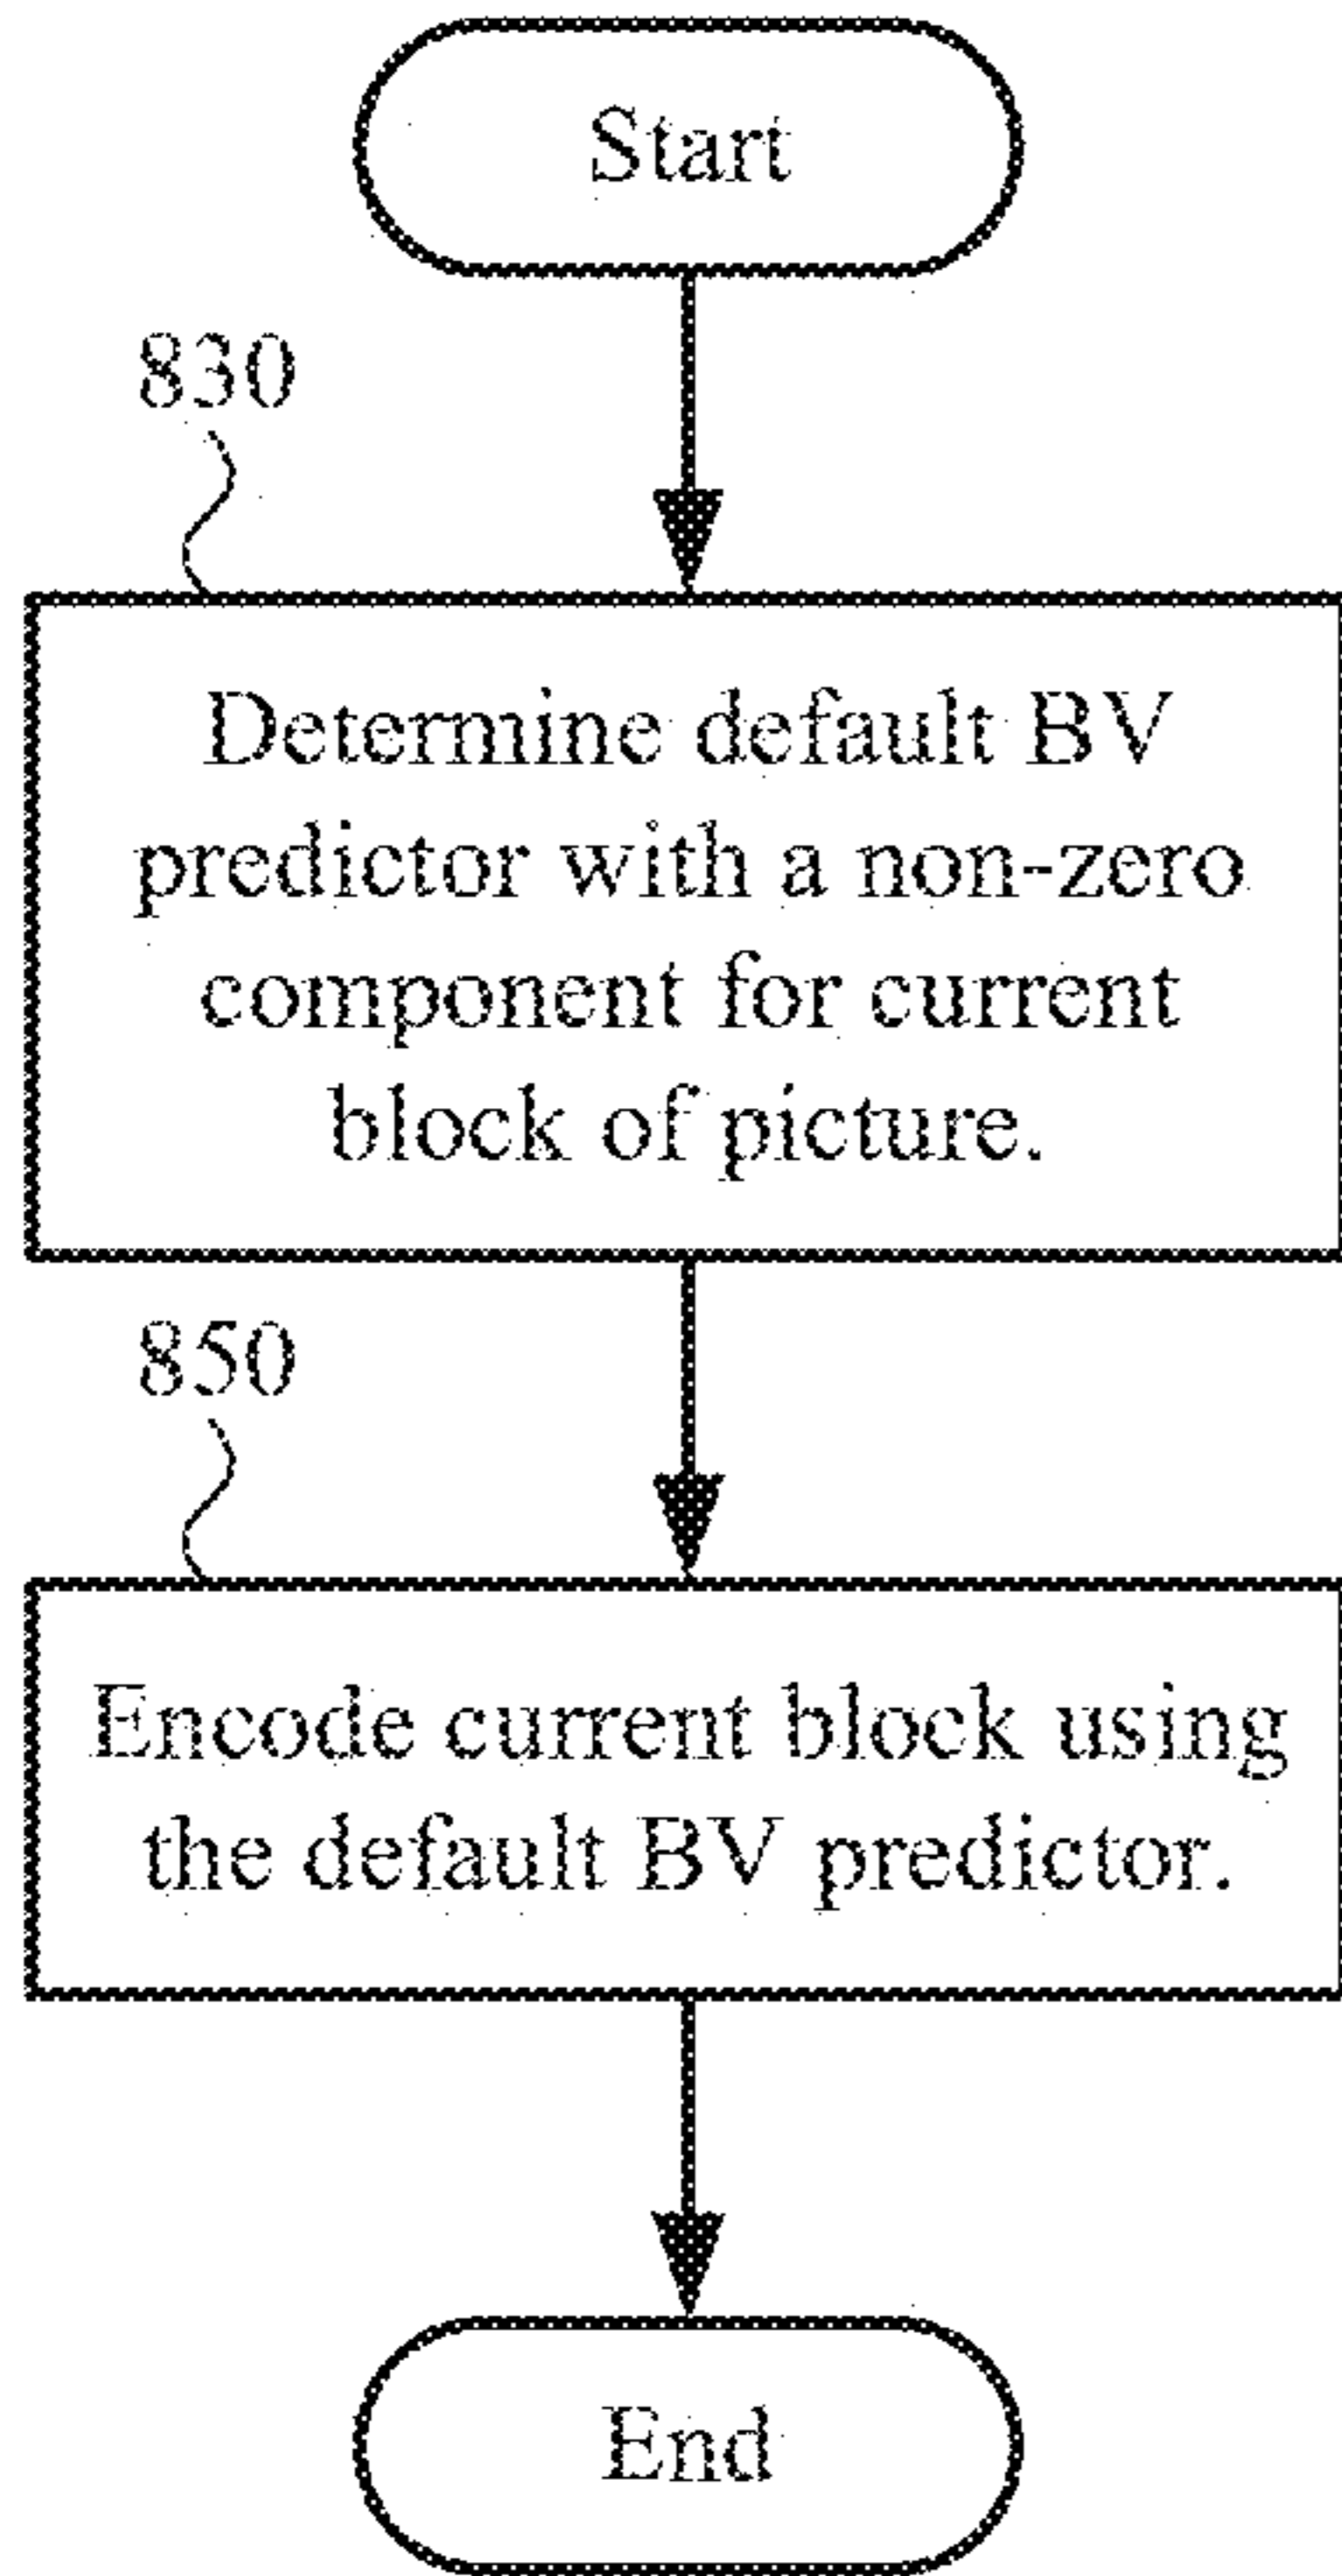 Start
830
Determine default BV
predictor with a non-zero
component for current
block of picture.
850
Encode current block using
the default BV predictor.
End